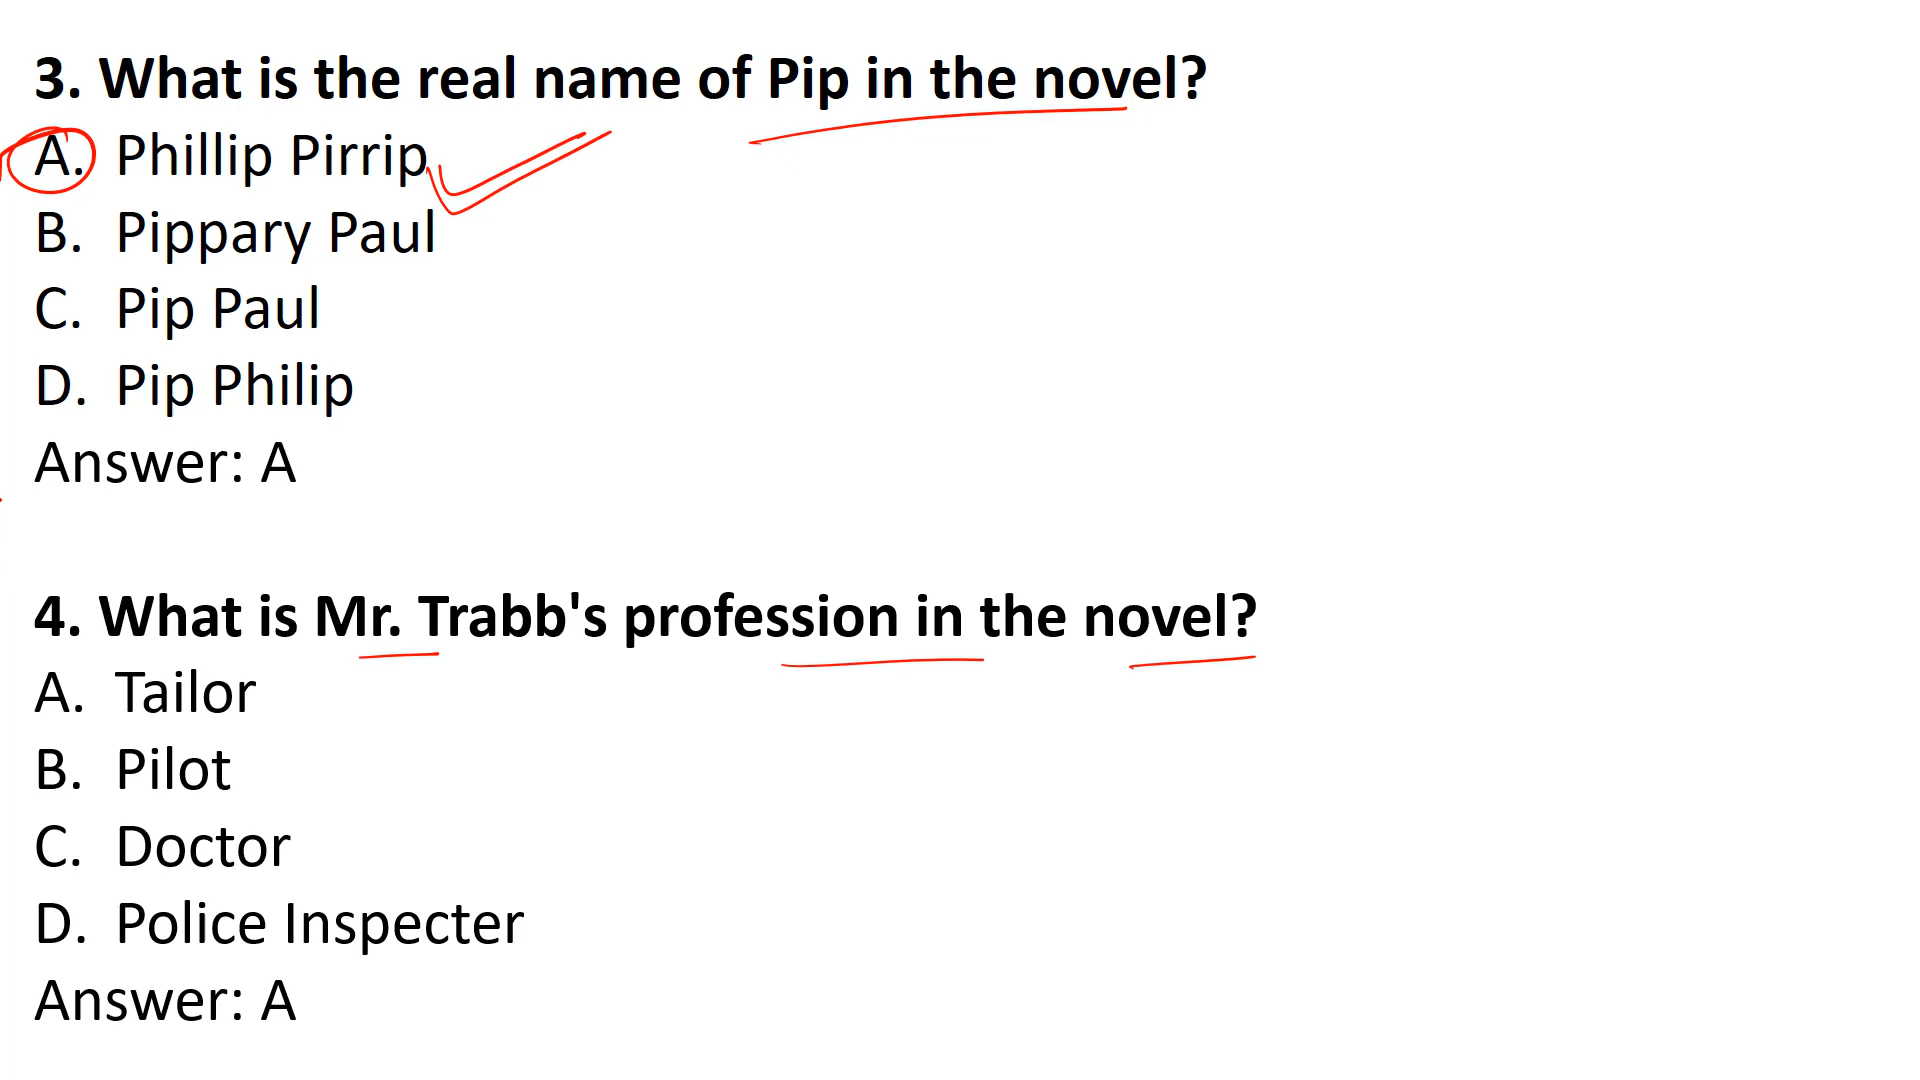 3. What is the real name of Pip in the novel?
A. Phillip Pirrip
B. Pippary Paul
C. Pip Paul
D. Pip Philip
Answer: A
4. What is Mr. Trabb's profession in the novel?
A. Tailor
B. Pilot
C. Doctor
D. Police Inspecter
Answer: A